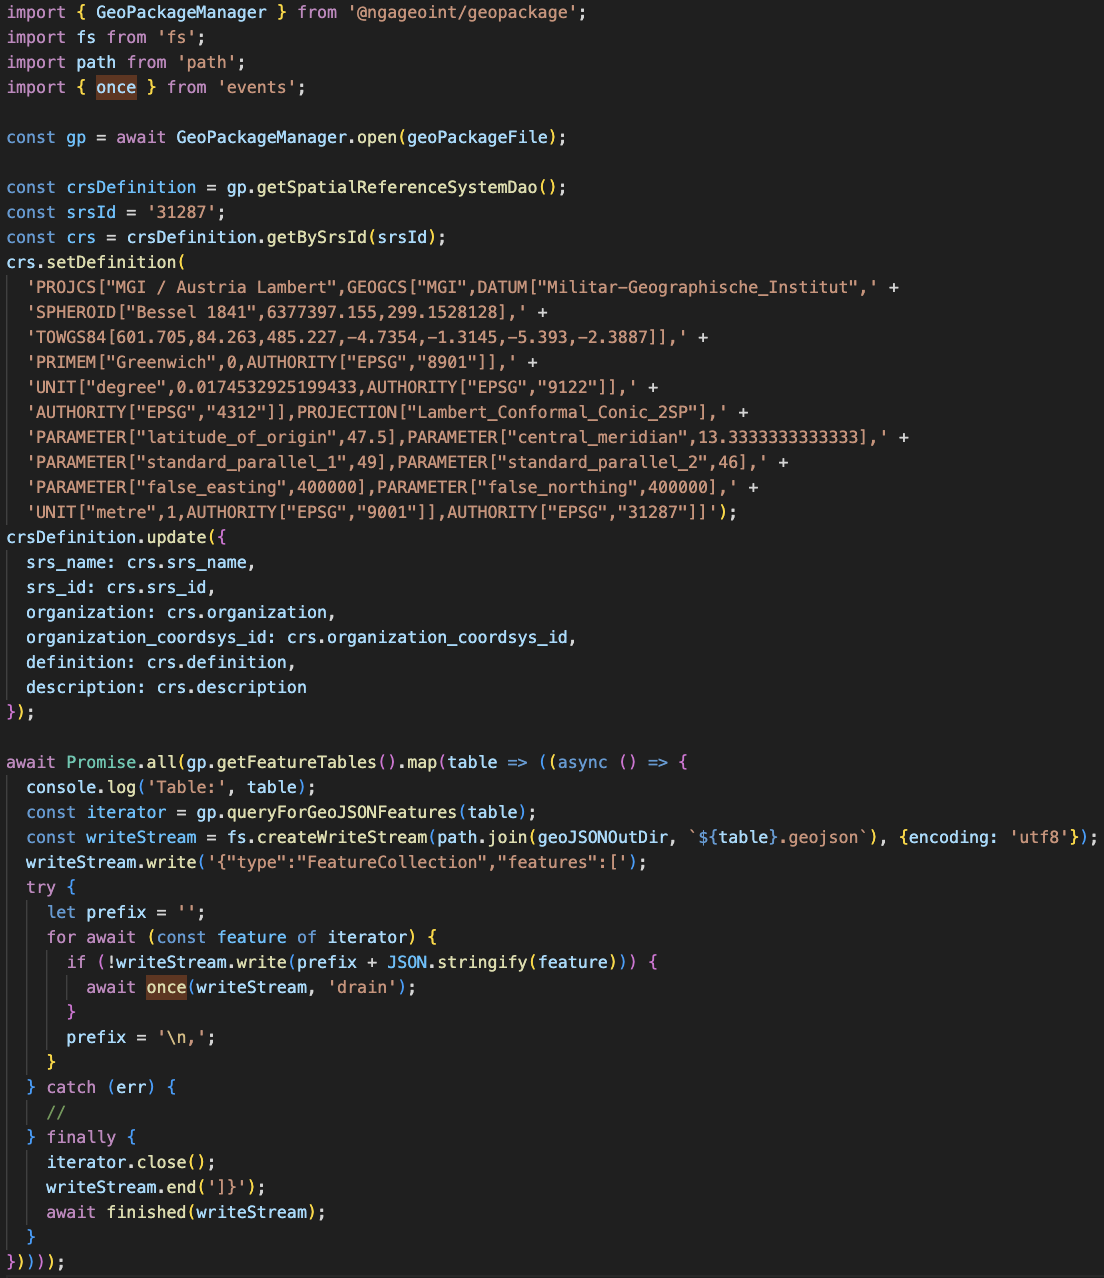 import { GeoPackageManager } from '@ngageoint/geopackage';
import fs from 'fs';
import path from 'path';
import { once } from 'events';

const gp = await GeoPackageManager.open(geoPackageFile);

const crsDefinition = gp.getSpatialReferenceSystemDao();
const srsId = '31287';
const crs = crsDefinition.getBySrsId(srsId);
crs.setDefinition(
  'PROJCS["MGI / Austria Lambert",GEOGCS["MGI",DATUM["Militar-Geographische_Institut",' +
  'SPHEROID["Bessel 1841",6377397.155,299.1528128],' +
  'TOWGS84[601.705,84.263,485.227,-4.7354,-1.3145,-5.393,-2.3887]],' +
  'PRIMEM["Greenwich",0,AUTHORITY["EPSG","8901"]],' +
  'UNIT["degree",0.0174532925199433,AUTHORITY["EPSG","9122"]],' +
  'AUTHORITY["EPSG","4312"]],PROJECTION["Lambert_Conformal_Conic_2SP"],' +
  'PARAMETER["latitude_of_origin",47.5],PARAMETER["central_meridian",13.3333333333333],' +
  'PARAMETER["standard_parallel_1",49],PARAMETER["standard_parallel_2",46],' +
  'PARAMETER["false_easting",400000],PARAMETER["false_northing",400000],' +
  'UNIT["metre",1,AUTHORITY["EPSG","9001"]],AUTHORITY["EPSG","31287"]]');
crsDefinition.update({
  srs_name: crs.srs_name,
  srs_id: crs.srs_id,
  organization: crs.organization,
  organization_coordsys_id: crs.organization_coordsys_id,
  definition: crs.definition,
  description: crs.description
});

await Promise.all(gp.getFeatureTables().map(table => ((async () => {
  console.log('Table:', table);
  const iterator = gp.queryForGeoJSONFeatures(table);
  const writeStream = fs.createWriteStream(path.join(geoJSONOutDir, `${table}.geojson`), {encoding: 'utf8'});
  writeStream.write('{"type":"FeatureCollection","features":[');
  try {
    let prefix = '';
    for await (const feature of iterator) {
      if (!writeStream.write(prefix + JSON.stringify(feature))) {
        await once(writeStream, 'drain');
      }
      prefix = '\n,';
    }
  } catch (err) {
    //
  } finally {
    iterator.close();
    writeStream.end(']}');
    await finished(writeStream);
  }
}))));